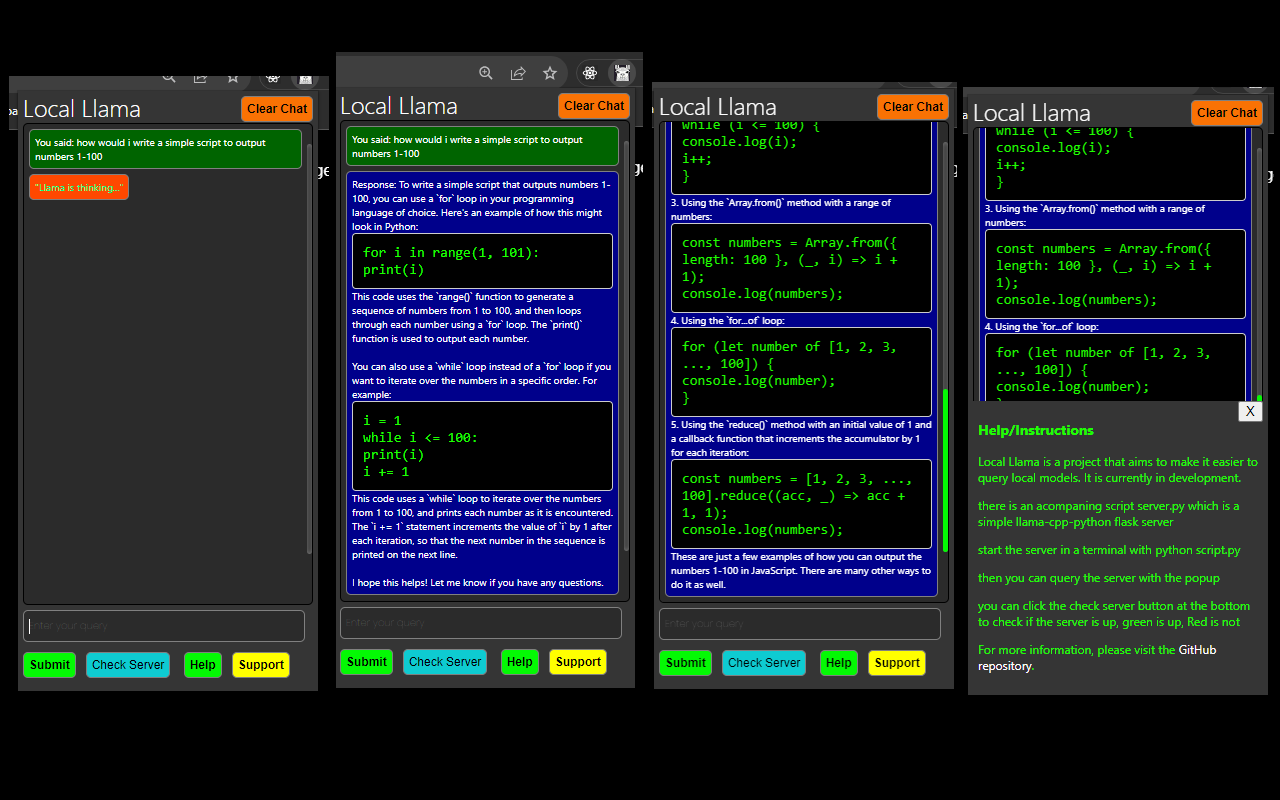 Local Llama
Clear Chat
You said: how would i write a simple script to output
numbers 1-100
"Llama is thinking..."
Enter your query
Submit
Check Server
Help
Support
Local Llama
Clear Chat
You said: how would i write a simple script to output
numbers 1-100
Response: To write a simple script that outputs numbers 1-
100, you can use a `for` loop in your programming
language of choice. Here's an example of how this might
look in Python:
for i in range(1, 101):
print(i)
This code uses the `range()` function to generate a
sequence of numbers from 1 to 100, and then loops
through each number using a `for` loop. The `print()`
function is used to output each number.
You can also use a `while` loop instead of a `for` loop if you
want to iterate over the numbers in a specific order. For
example:
i = 1
while i <= 100:
print(i)
i += 1
This code uses a `while` loop to iterate over the numbers
from 1 to 100, and prints each number as it is encountered.
The `i += 1` statement increments the value of `i` by 1 after
each iteration, so that the next number in the sequence is
printed on the next line.
I hope this helps! Let me know if you have any questions.
Enter your query
Submit
Check Server
Help
Support
Local Llama
Clear Chat
while (i <= 100) {
console.log(i);
i++;
}
3. Using the `Array.from()` method with a range of
numbers:
const numbers = Array.from({
length: 100 }, (_, i) => i +
1);
console.log(numbers);
4. Using the `for...of` loop:
for (let number of [1, 2, 3,
..., 100]) {
console.log(number);
}
5. Using the `reduce()` method with an initial value of 1 and
a callback function that increments the accumulator by 1
for each iteration:
const numbers = [1, 2, 3, ...,
100].reduce((acc, _) => acc +
1, 1);
console.log(numbers);
These are just a few examples of how you can output the
numbers 1-100 in JavaScript. There are many other ways to
do it as well.
Enter your query
Submit
Check Server
Help
Support
Local Llama
Clear Chat
while (i <= 100) {
console.log(i);
i++;
}
3. Using the `Array.from()` method with a range of
numbers:
const numbers = Array.from({
length: 100 }, (_, i) => i +
1);
console.log(numbers);
4. Using the `for...of` loop:
for (let number of [1, 2, 3,
..., 100]) {
console.log(number);
X
Help/Instructions
Local Llama is a project that aims to make it easier to
query local models. It is currently in development.
there is an acompaning script server.py which is a
simple llama-cpp-python flask server
start the server in a terminal with python script.py
then you can query the server with the popup
you can click the check server button at the bottom
to check if the server is up, green is up, Red is not
For more information, please visit the GitHub
repository.